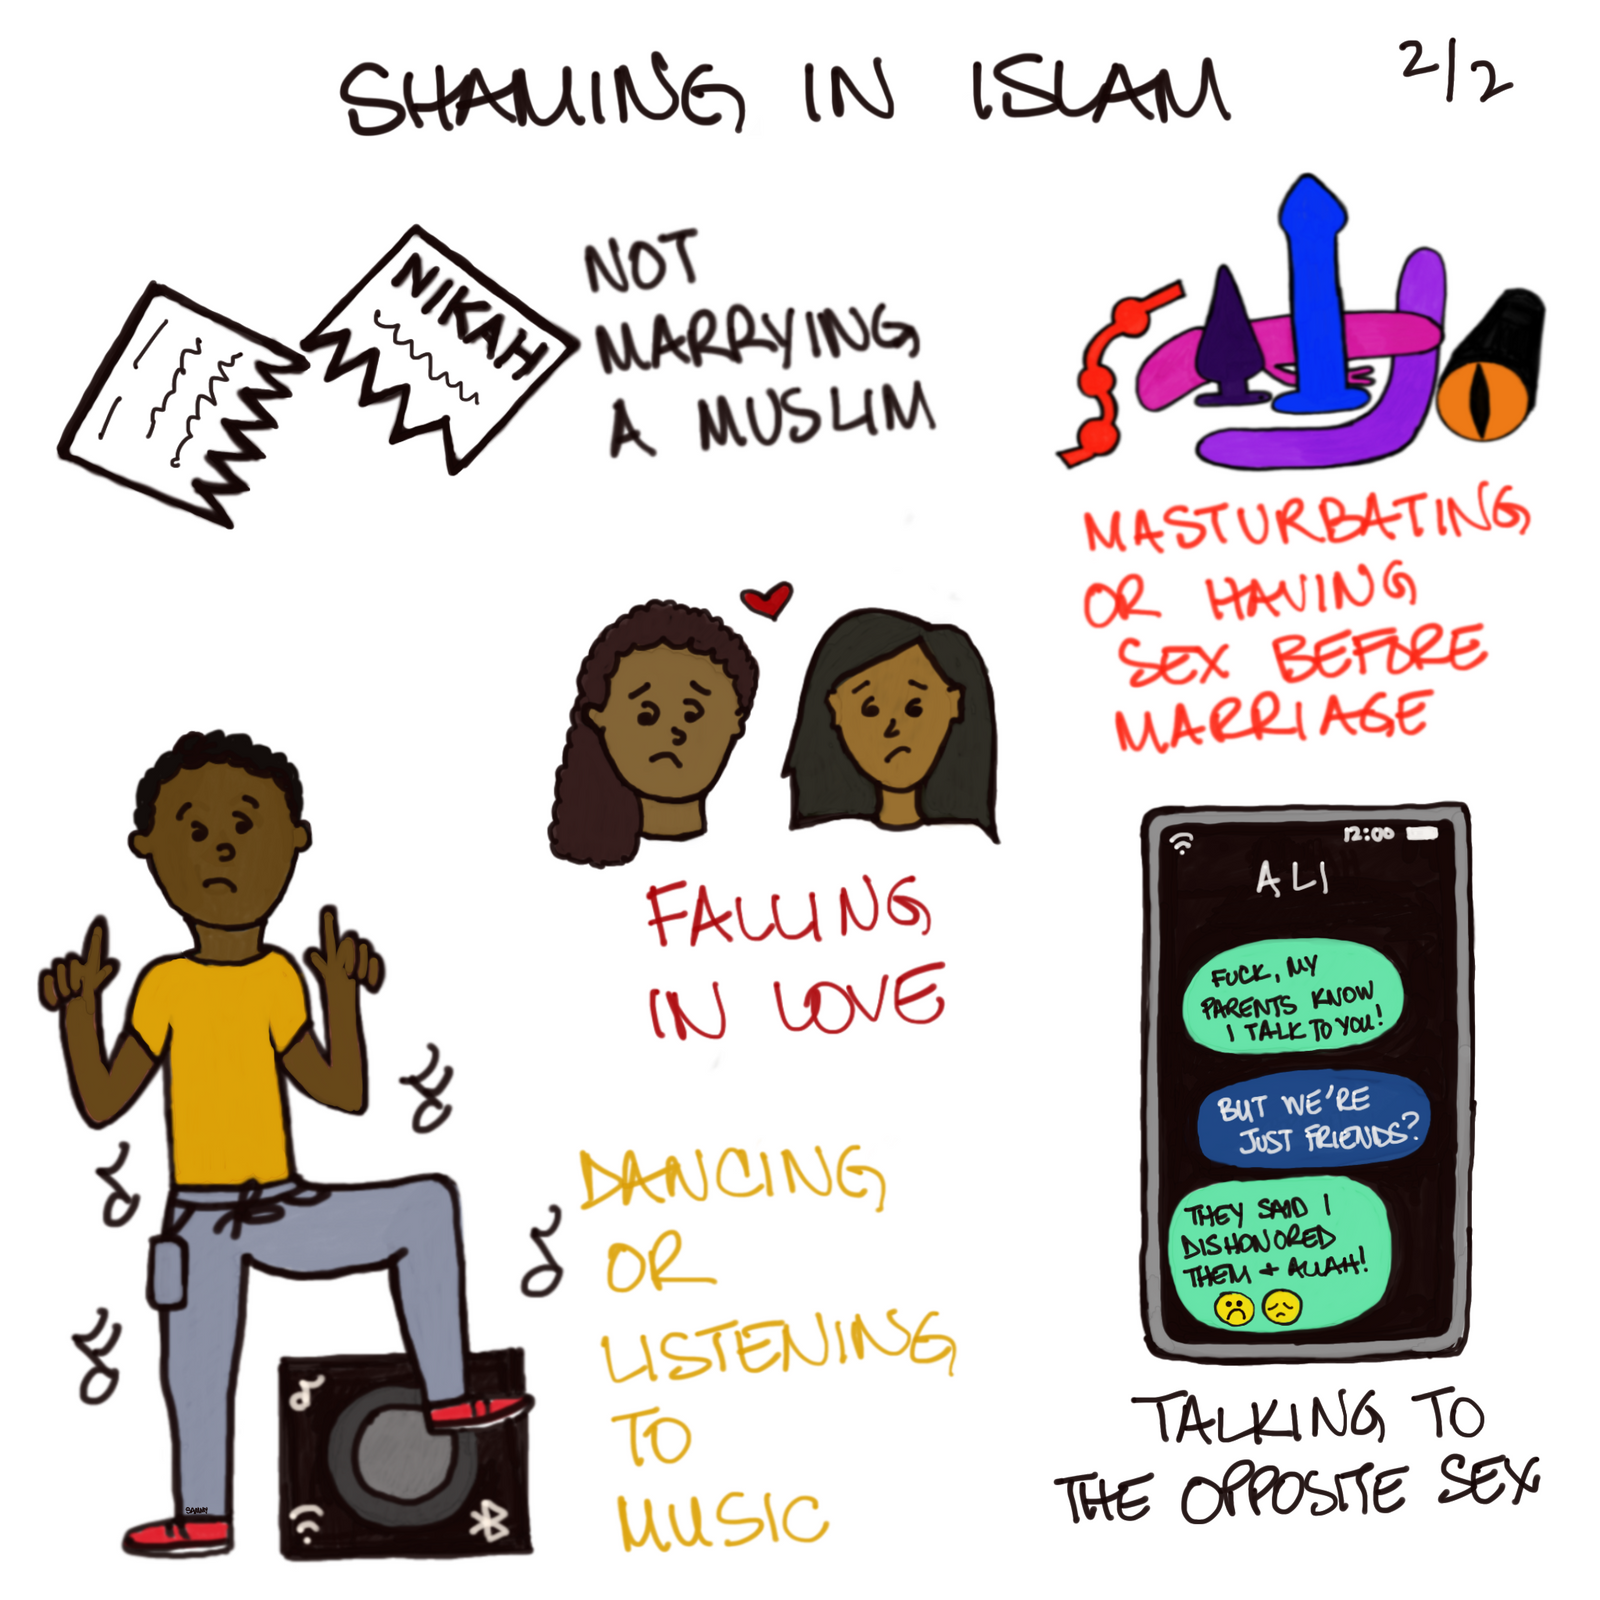 SHAMING IN ISLAM
2/2
NIKAH
NOT
MARRYING
A MUSLIM
MASTURBATING
OR HAVING
SEX BEFORE
MARRIAGE
FALLING
IN LOVE
12:00
ALI
FUCK, MY
PARENTS KNOW
I TALK TO YOU!
BUT WE'RE
JUST FRIENDS?
THEY SAID I
DISHONORED
THEM + ALLAH!
TALKING TO
THE OPPOSITE SEX
DANCING
OR
LISTENING
TO
MUSIC